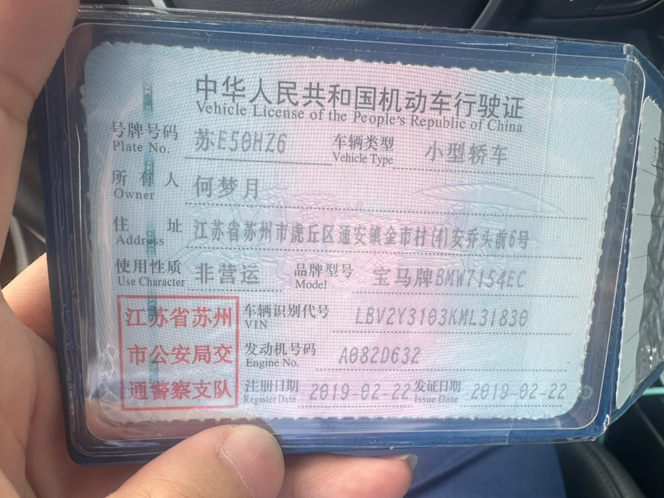 中华人民共和国机动车行驶证
Vehicle License of the People's Republic of China
号牌号码 苏E50HZ6 车辆类型 小型轿车
Plate No. Vehicle Type
所有人 何梦月
Owner
住址 江苏省苏州市虎丘区通安镇金市村(4)安乔头前6号
Address
使用性质 非营运 品牌型号 宝马牌BMW7154EC
Use Character Model
江苏省苏州 车辆识别代号 LBV2Y3103KML31830
VIN
市公安局交 发动机号码 A082D632
Engine No.
通警察支队 注册日期 2019-02-22 发证日期 2019-02-22
Register Date Issue Date